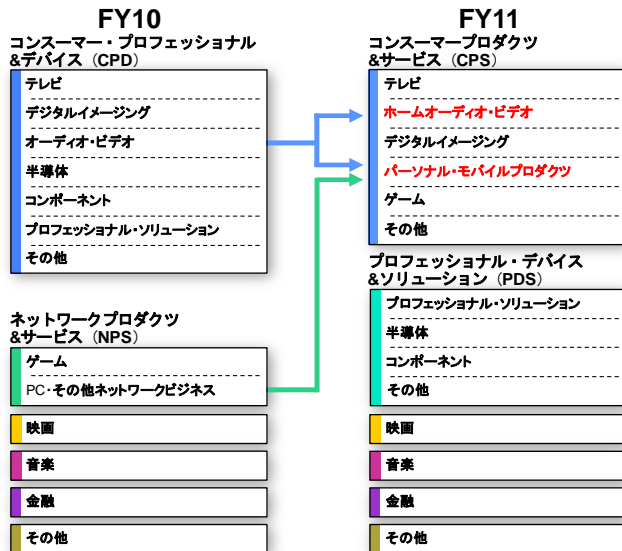 FY10
コンスーマー・プロフェッショナル
&デバイス（CPD）
テレビ
デジタルイメージング
オーディオ・ビデオ
半導体
コンポーネント
プロフェッショナル・ソリューション
その他
ネットワークプロダクツ
&サービス（NPS）
ゲーム
PC・その他ネットワークビジネス
映画
音楽
金融
その他
FY11
コンスーマープロダクツ
&サービス（CPS）
テレビ
ホームオーディオ・ビデオ
デジタルイメージング
パーソナル・モバイルプロダクツ
ゲーム
その他
プロフェッショナル・デバイス
&ソリューション（PDS）
プロフェッショナル・ソリューション
半導体
コンポーネント
その他
映画
音楽
金融
その他